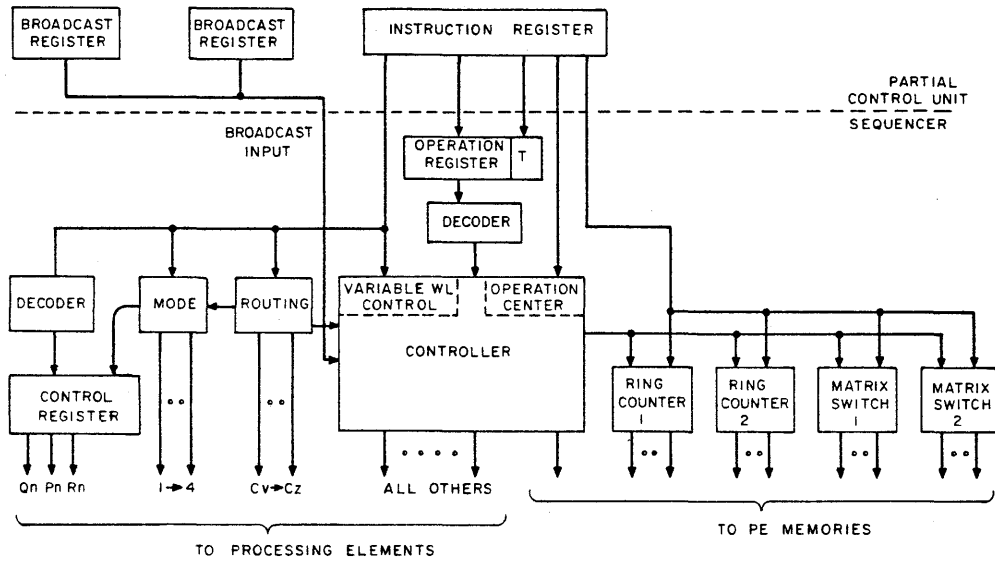 BROADCAST
REGISTER
BROADCAST
REGISTER
INSTRUCTION REGISTER
PARTIAL
CONTROL UNIT
SEQUENCER
BROADCAST
INPUT
OPERATION
REGISTER
T
DECODER
DECODER
MODE
ROUTING
VARIABLE WL
CONTROL
OPERATION
CENTER
CONTROLLER
CONTROL
REGISTER
RING
COUNTER
1
RING
COUNTER
2
MATRIX
SWITCH
1
MATRIX
SWITCH
2
Qn Pn Rn
1→4
Cv→Cz
ALL OTHERS
TO PROCESSING ELEMENTS
TO PE MEMORIES